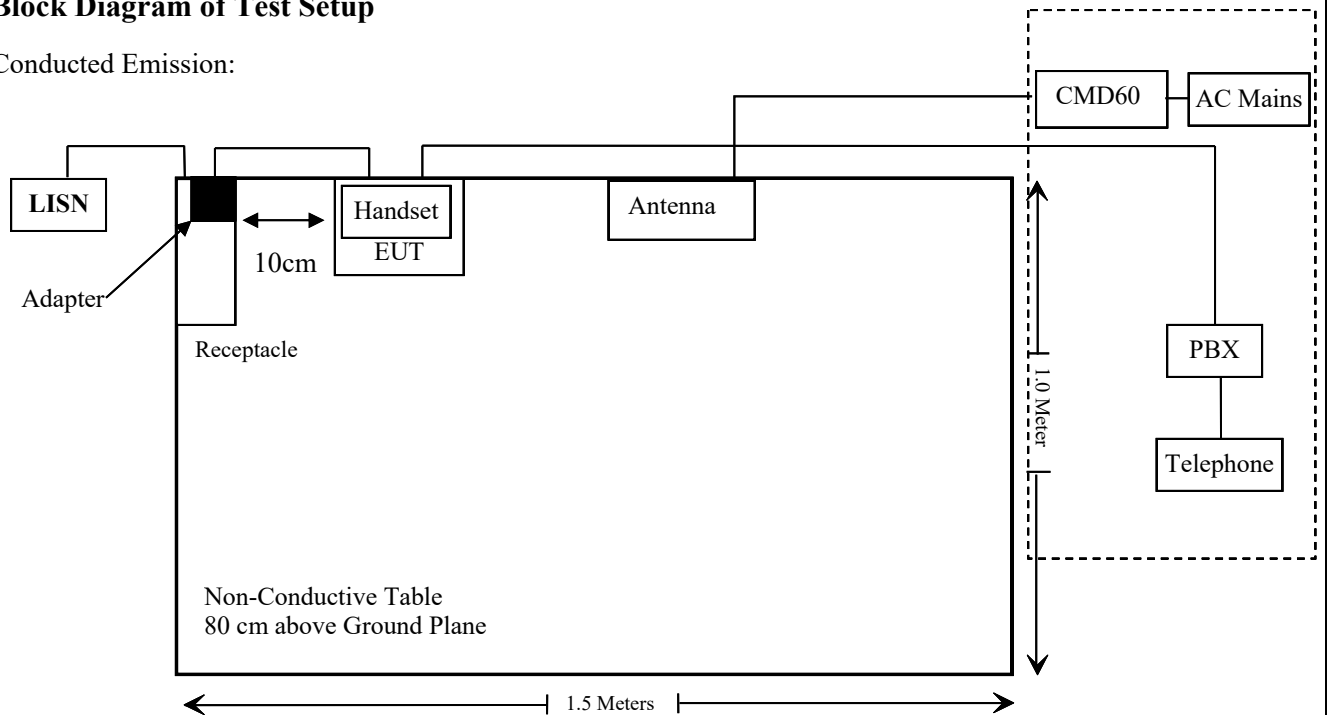 Block Diagram of Test Setup
Conducted Emission:
CMD60
AC Mains
LISN
Handset
EUT
Antenna
10cm
Adapter
Receptacle
PBX
1.0 Meter
Telephone
Non-Conductive Table
80 cm above Ground Plane
1.5 Meters